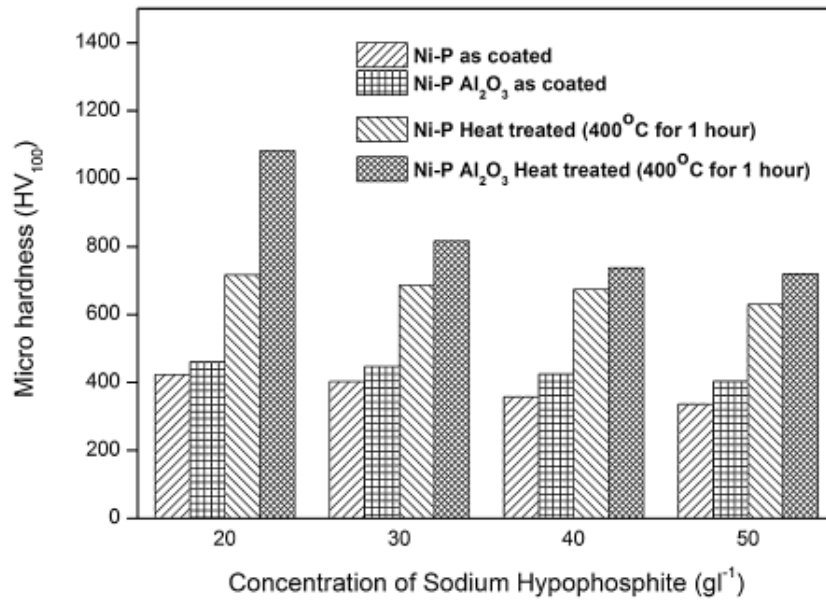 1400
1200
1000
800
600
400
200
0
Micro hardness (HV₁₀₀)
Ni-P as coated
Ni-P Al₂O₃ as coated
Ni-P Heat treated (400°C for 1 hour)
Ni-P Al₂O₃ Heat treated (400°C for 1 hour)
20 30 40 50
Concentration of Sodium Hypophosphite (gl⁻¹)